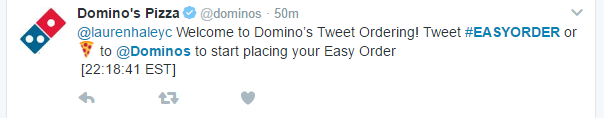 Domino's Pizza @dominos · 50m
@laurenhaleyc Welcome to Domino's Tweet Ordering! Tweet #EASYORDER or
🍕 to @Dominos to start placing your Easy Order
[22:18:41 EST]